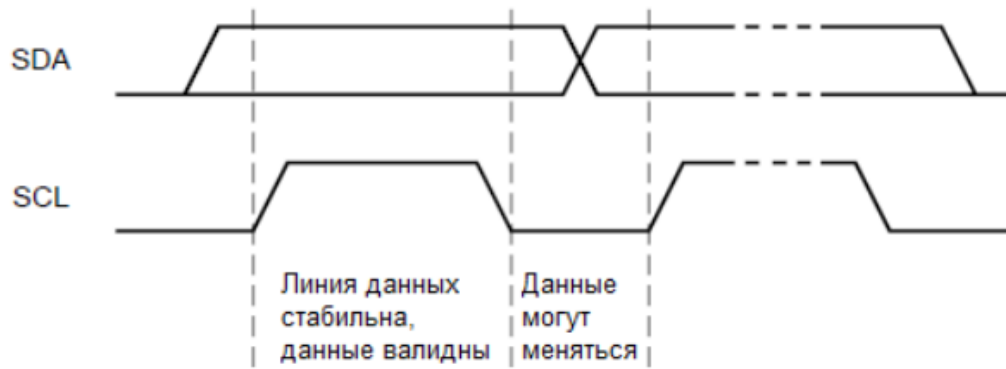 SDA
SCL
Линия данных
стабильна,
данные валидны
Данные
могут
меняться